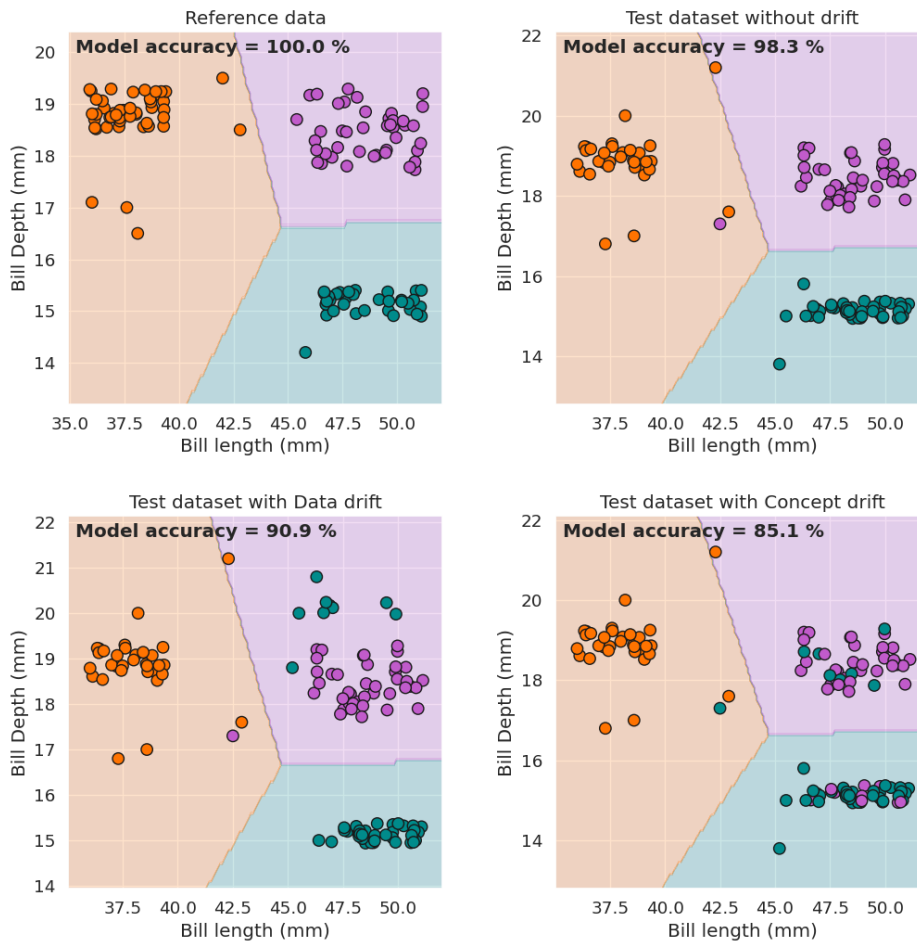 Reference data
Model accuracy = 100.0 %
20
19
18
17
16
15
14
Bill Depth (mm)
35.0 37.5 40.0 42.5 45.0 47.5 50.0
Bill length (mm)
Test dataset without drift
Model accuracy = 98.3 %
22
20
18
16
14
Bill Depth (mm)
37.5 40.0 42.5 45.0 47.5 50.0
Bill length (mm)
Test dataset with Data drift
Model accuracy = 90.9 %
22
21
20
19
18
17
16
15
14
Bill Depth (mm)
37.5 40.0 42.5 45.0 47.5 50.0
Bill length (mm)
Test dataset with Concept drift
Model accuracy = 85.1 %
22
20
18
16
14
Bill Depth (mm)
37.5 40.0 42.5 45.0 47.5 50.0
Bill length (mm)